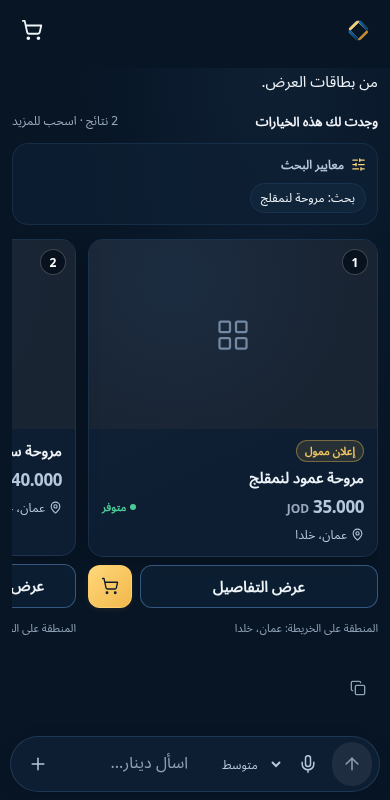 من بطاقات العرض.
وجدت لك هذه الخيارات
2 نتائج · اسحب للمزيد
معايير البحث
بحث: مروحة لنمقلج
1
إعلان ممول
مروحة عمود لنمقلج
35.000 JOD
متوفر
عمان، خلدا
عرض التفاصيل
المنطقة على الخريطة: عمان، خلدا
2
مروحة
40.000
عمان،
عرض
المنطقة على
اسأل دينار...
متوسط